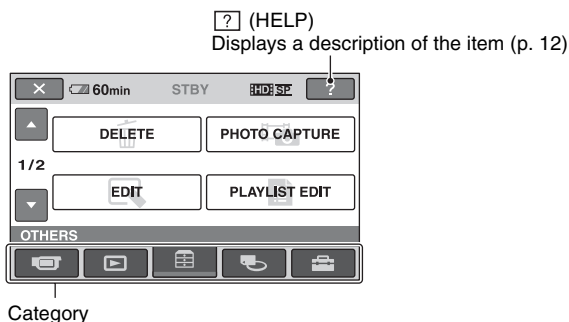 ? (HELP)
Displays a description of the item (p. 12)
60min STBY HD SP ?
DELETE PHOTO CAPTURE
1/2
EDIT PLAYLIST EDIT
OTHERS
Category